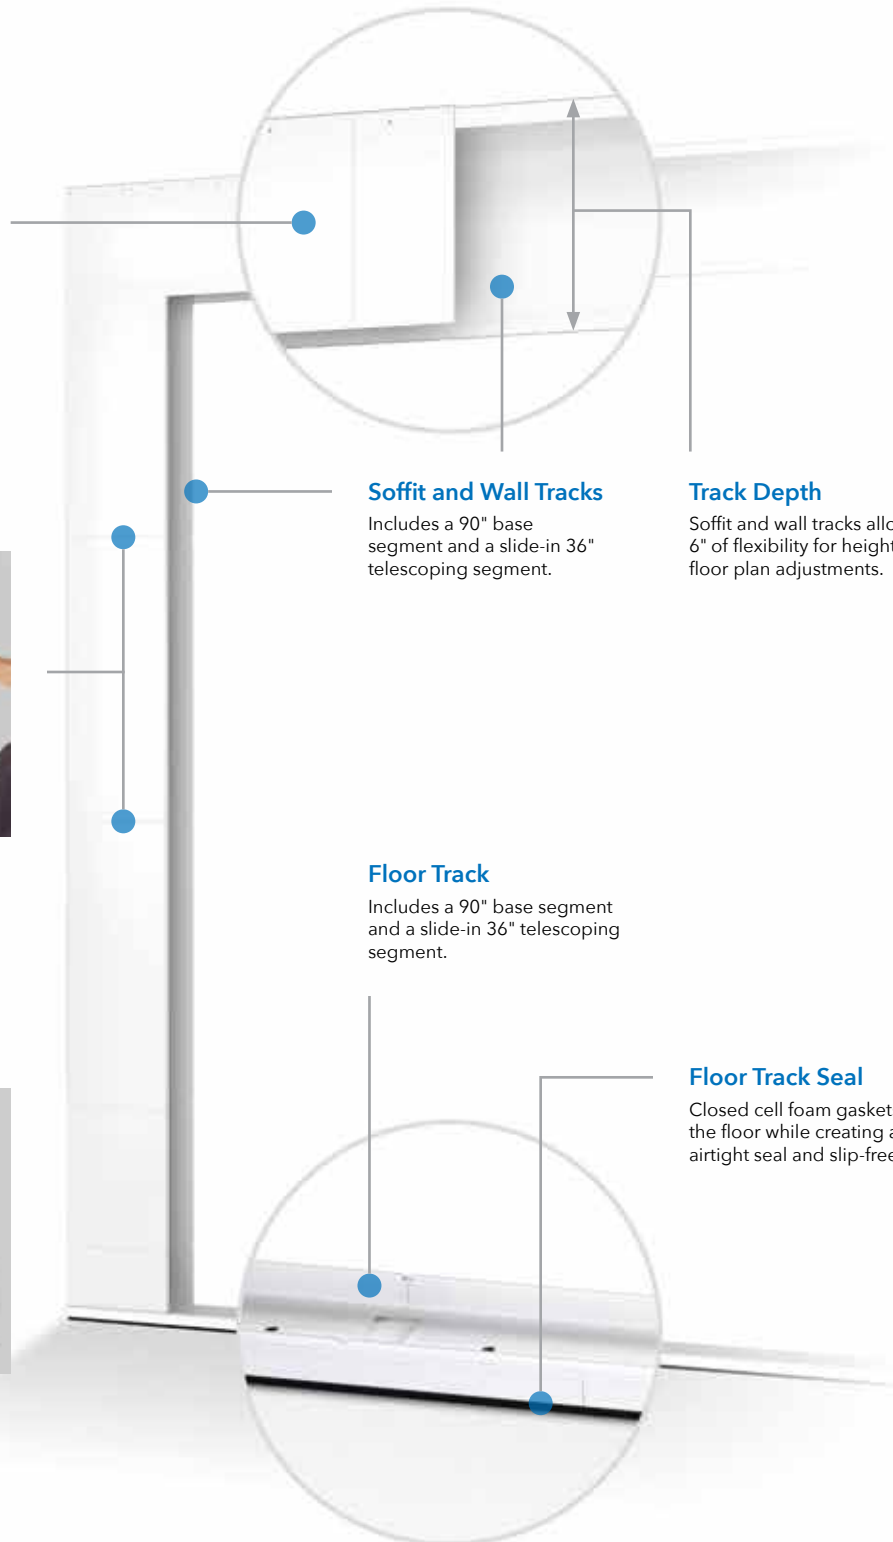 Soffit and Wall Tracks
Includes a 90" base
segment and a slide-in 36"
telescoping segment.
Track Depth
Soffit and wall tracks allo
6" of flexibility for height
floor plan adjustments.
Floor Track
Includes a 90" base segment
and a slide-in 36" telescoping
segment.
Floor Track Seal
Closed cell foam gasket
the floor while creating a
airtight seal and slip-free